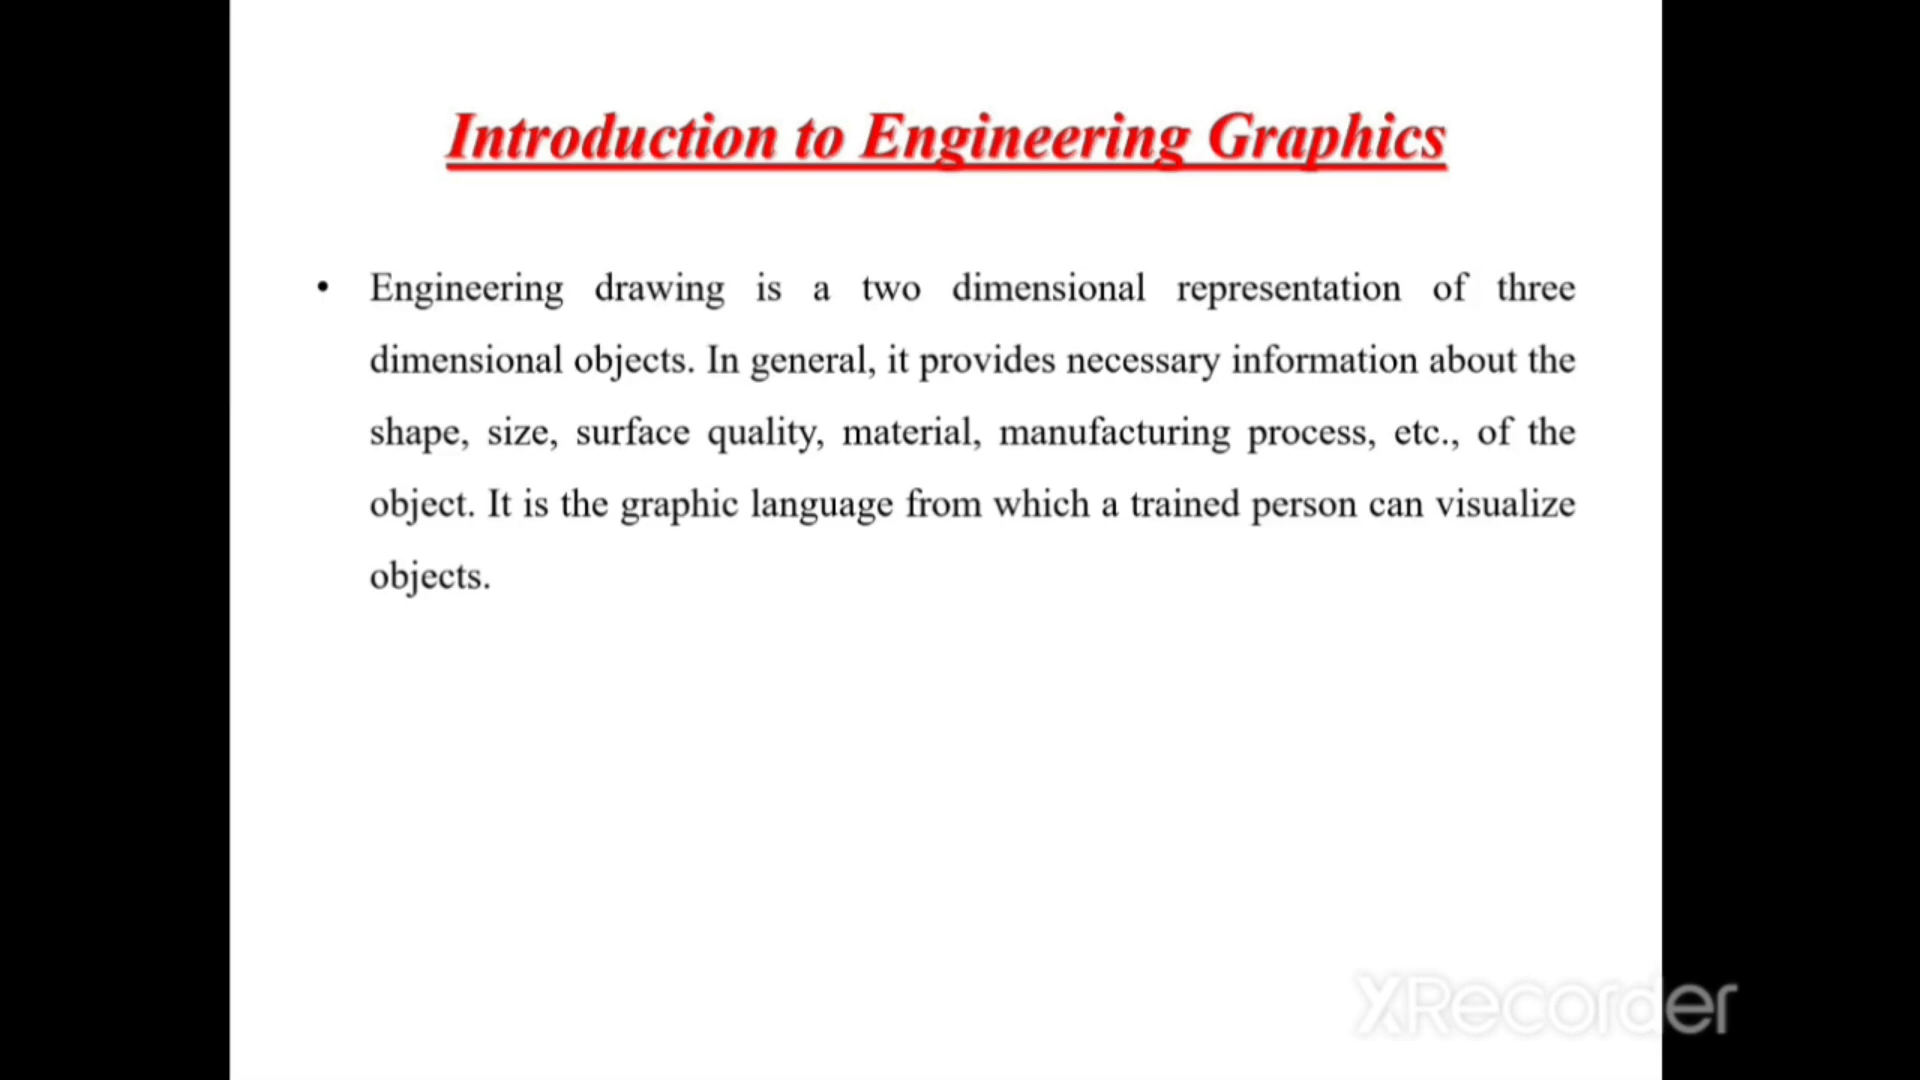 Introduction to Engineering Graphics
• Engineering drawing is a two dimensional representation of three
dimensional objects. In general, it provides necessary information about the
shape, size, surface quality, material, manufacturing process, etc., of the
object. It is the graphic language from which a trained person can visualize
objects.
XRecorder